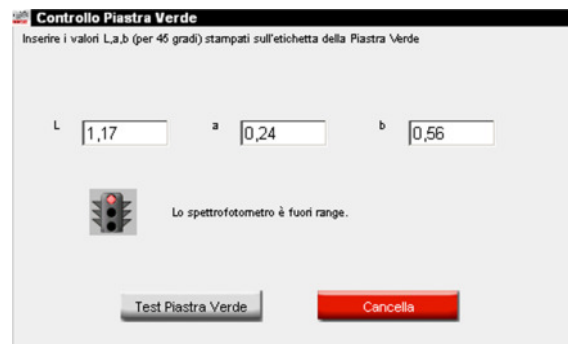 Controllo Piastra Verde
Inserire i valori L,a,b (per 45 gradi) stampati sull'etichetta della Piastra Verde
L 1,17 a 0,24 b 0,56
Lo spettrofotometro è fuori range.
Test Piastra Verde Cancella